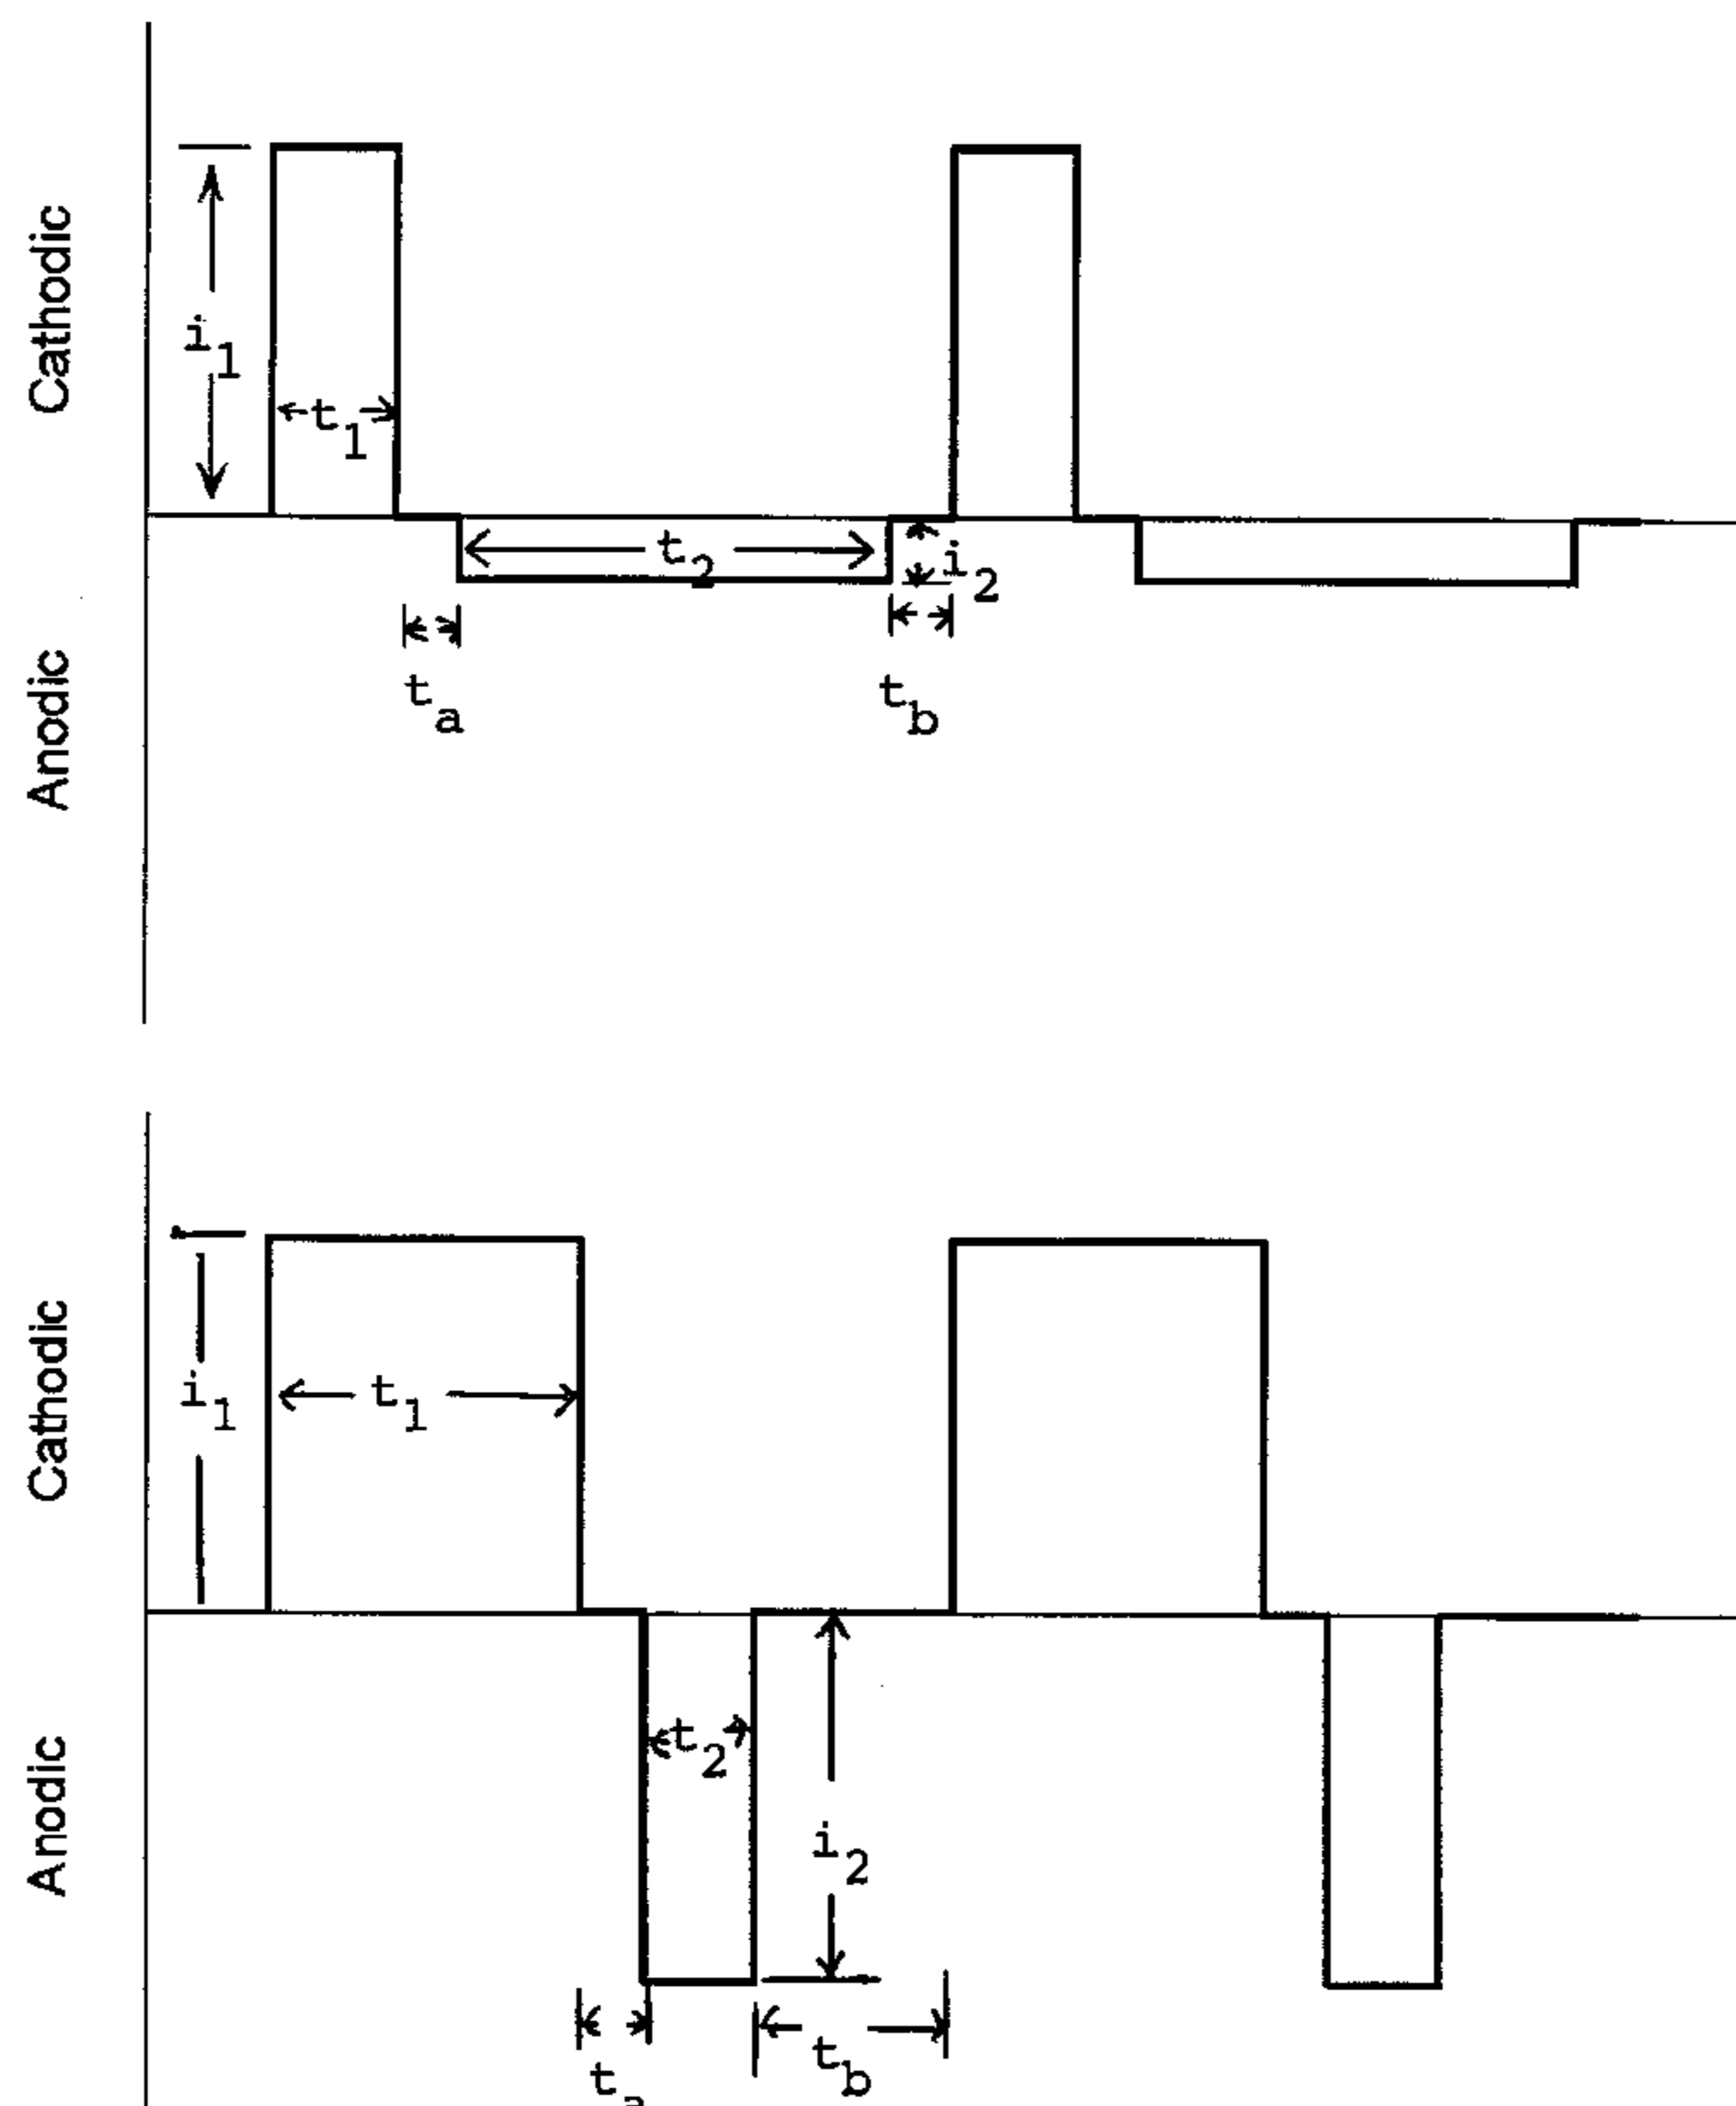 Cathodic
i1
t1
t2
i2
ta
tb
Anodic
Cathodic
i1
t1
t2
i2
tb
ta
Anodic